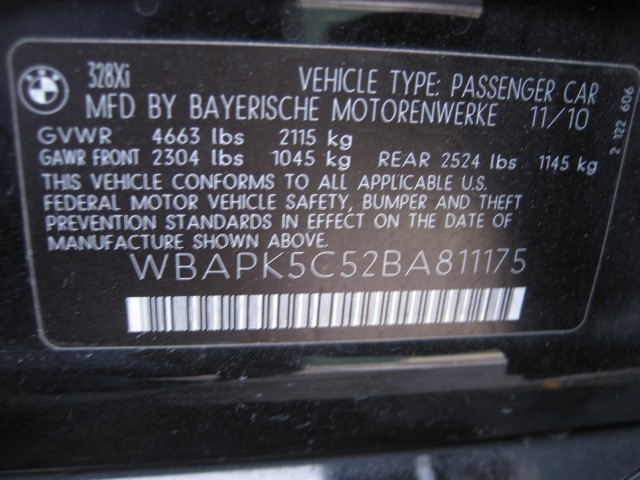 BMW
328Xi
VEHICLE TYPE: PASSENGER CAR
MFD BY BAYERISCHE MOTORENWERKE 11/10
GVWR 4663 lbs 2115 kg
GAWR FRONT 2304 lbs 1045 kg REAR 2524 lbs 1145 kg
THIS VEHICLE CONFORMS TO ALL APPLICABLE U.S.
FEDERAL MOTOR VEHICLE SAFETY, BUMPER AND THEFT
PREVENTION STANDARDS IN EFFECT ON THE DATE OF
MANUFACTURE SHOWN ABOVE.
WBAPK5C52BA811175
2 122 606